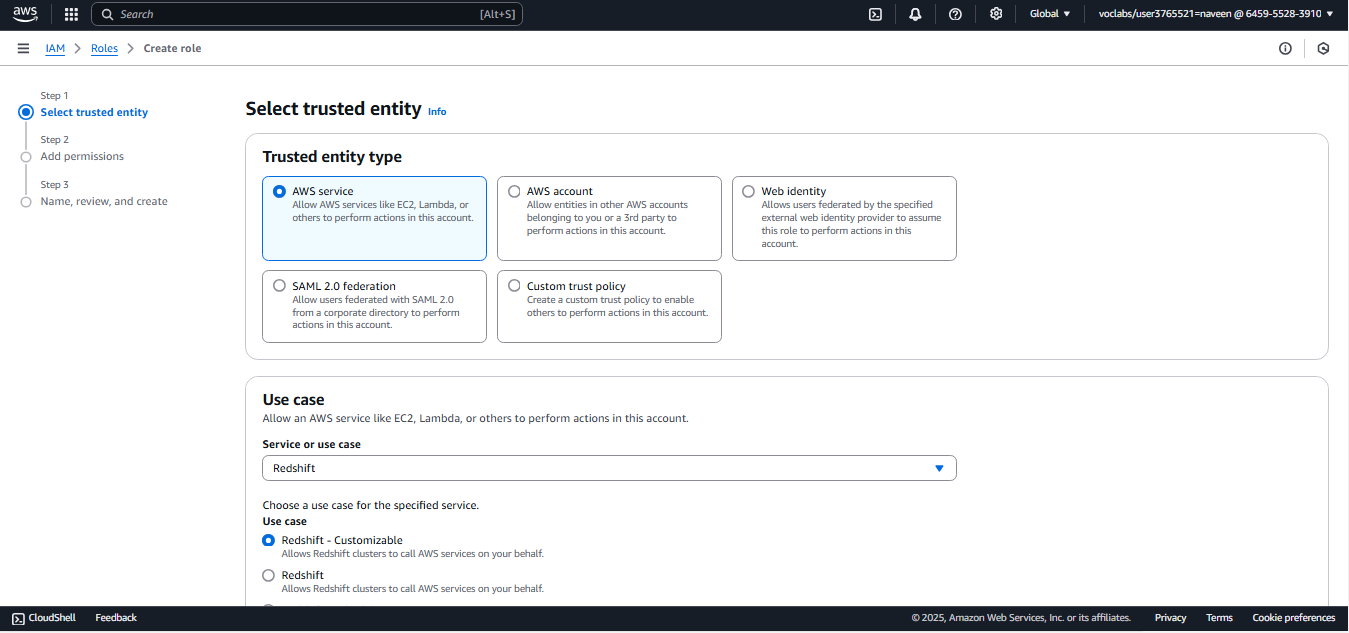 aws
Search [Alt+S]
Global
voclabs/user3765521=naveen @ 6459-5528-3910
IAM > Roles > Create role
Step 1
Select trusted entity
Step 2
Add permissions
Step 3
Name, review, and create
Select trusted entity Info
Trusted entity type
AWS service
Allow AWS services like EC2, Lambda, or
others to perform actions in this account.
AWS account
Allow entities in other AWS accounts
belonging to you or a 3rd party to
perform actions in this account.
Web identity
Allows users federated by the specified
external web identity provider to assume
this role to perform actions in this
account.
SAML 2.0 federation
Allow users federated with SAML 2.0
from a corporate directory to perform
actions in this account.
Custom trust policy
Create a custom trust policy to enable
others to perform actions in this account.
Use case
Allow an AWS service like EC2, Lambda, or others to perform actions in this account.
Service or use case
Redshift
Choose a use case for the specified service.
Use case
Redshift - Customizable
Allows Redshift clusters to call AWS services on your behalf.
Redshift
Allows Redshift clusters to call AWS services on your behalf.
CloudShell Feedback
© 2025, Amazon Web Services, Inc. or its affiliates. Privacy Terms Cookie preferences